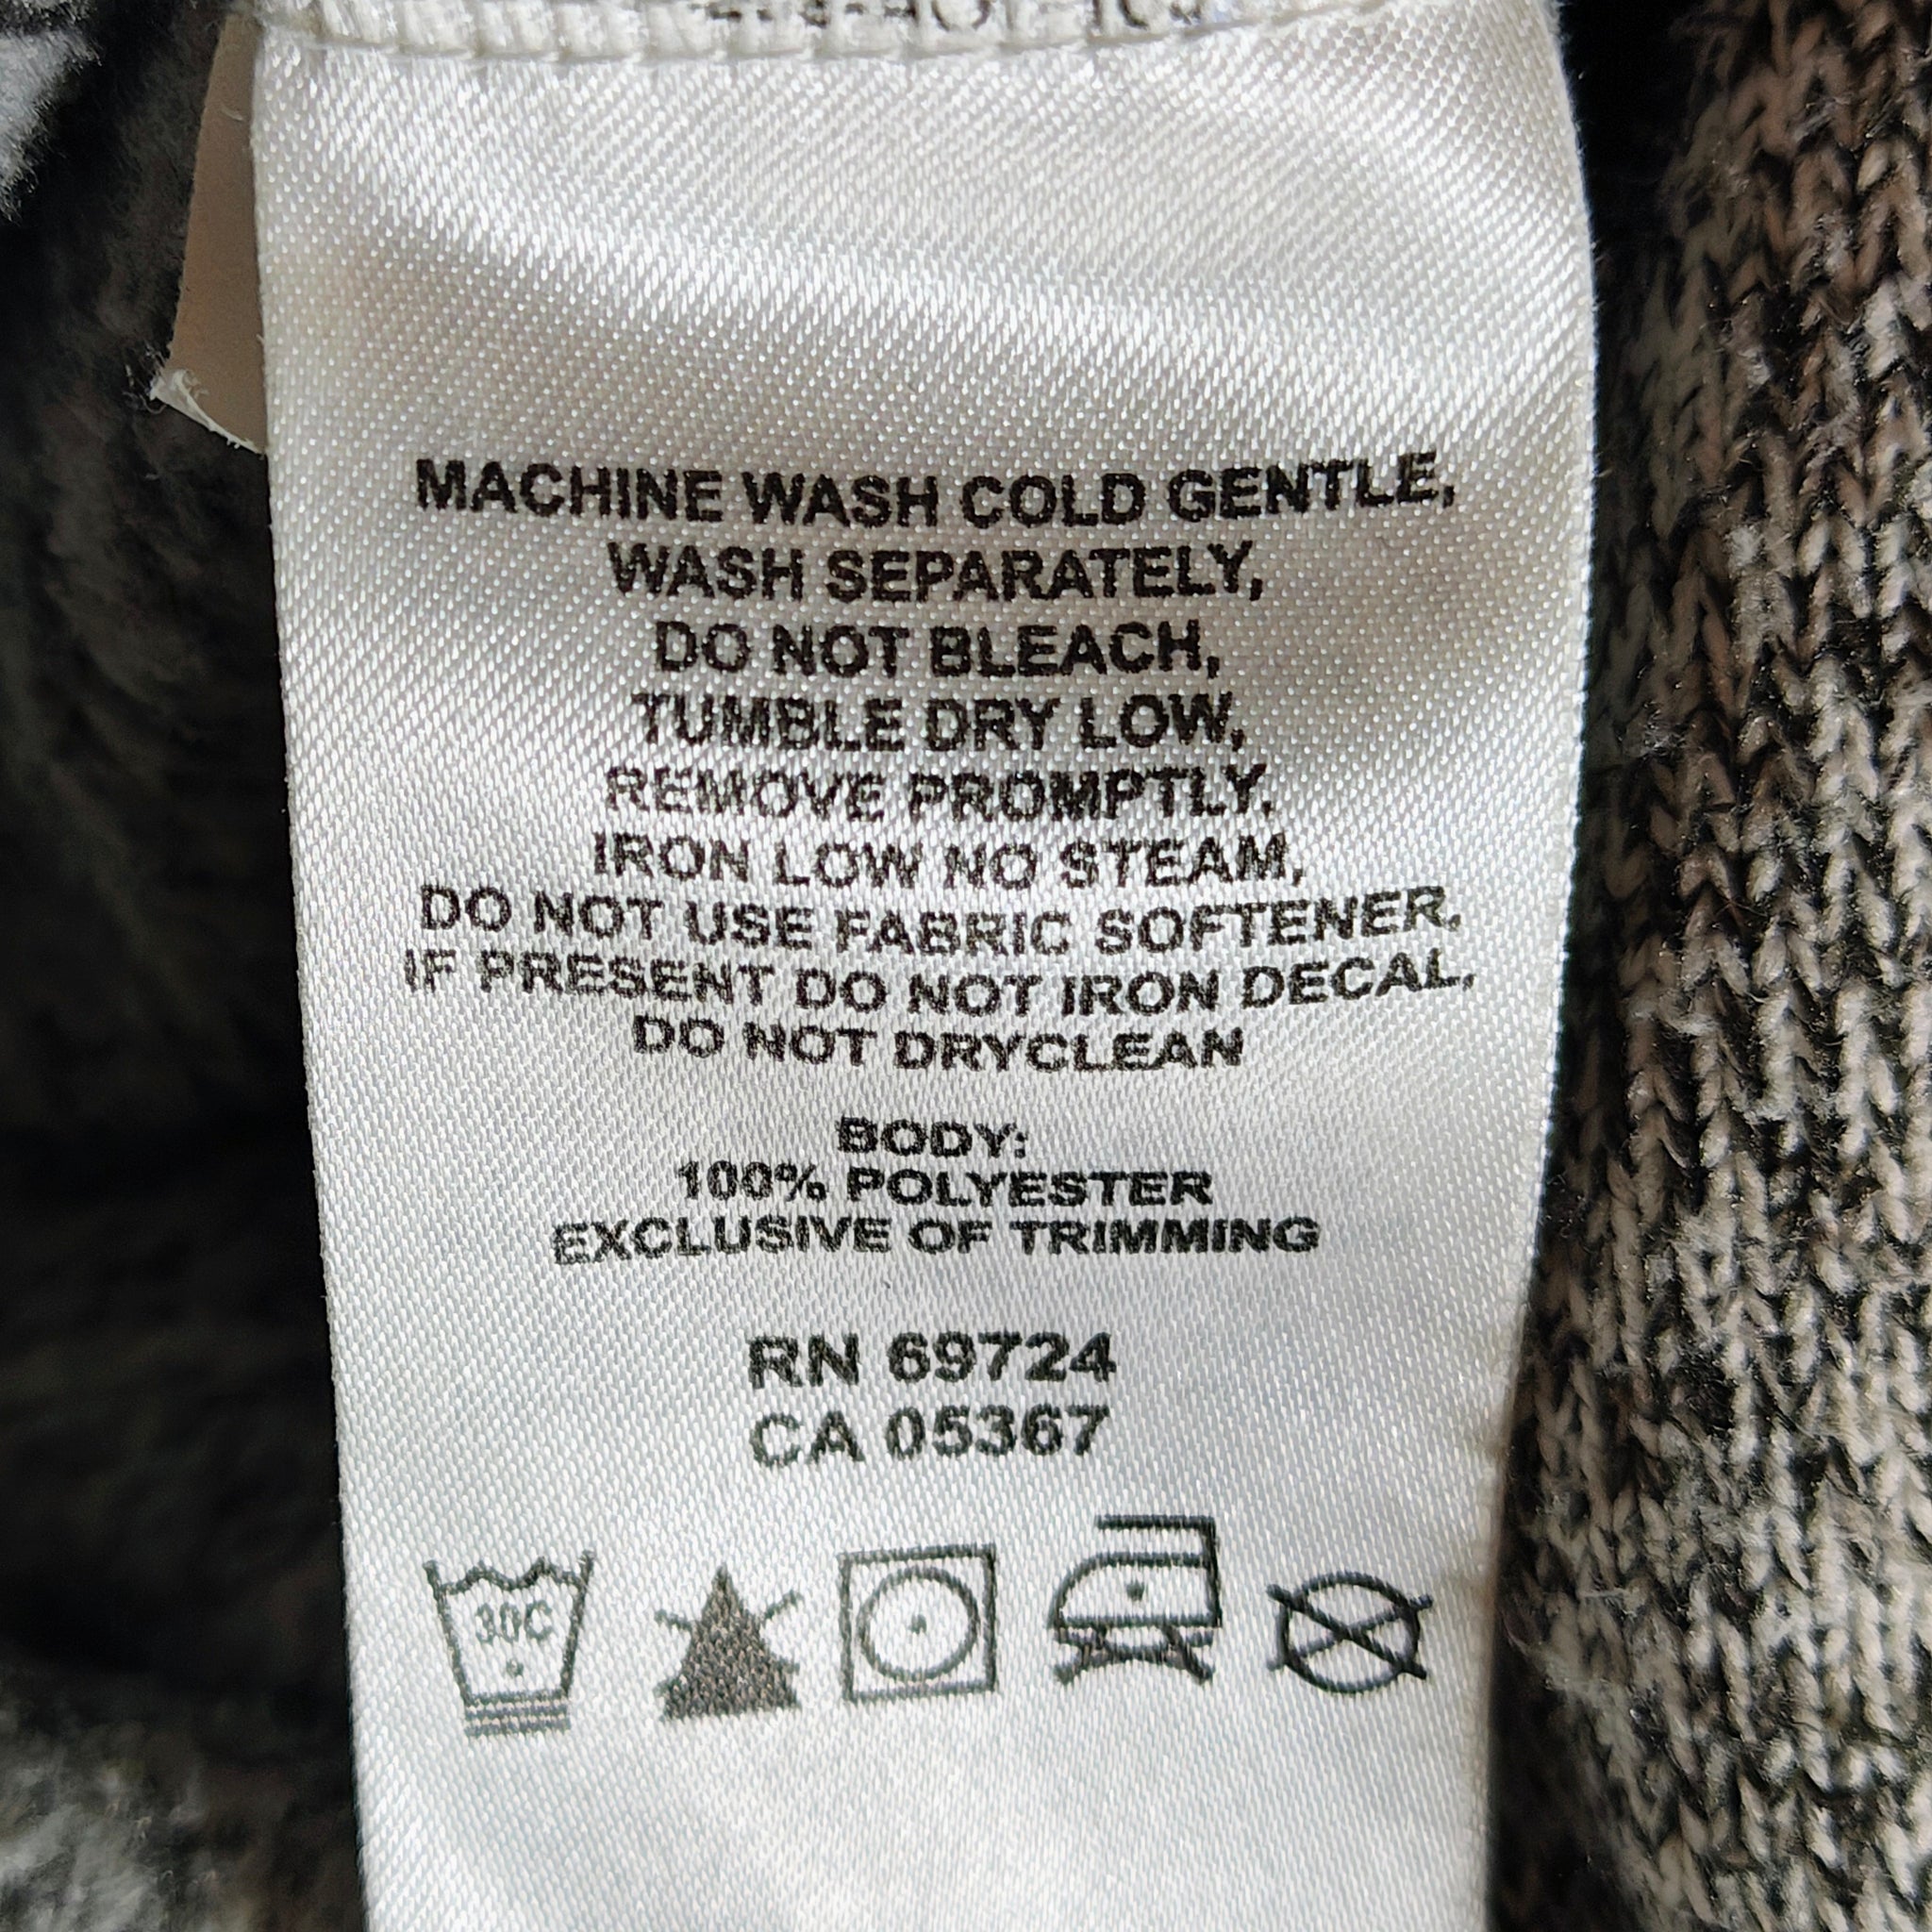 MACHINE WASH COLD GENTLE,
WASH SEPARATELY,
DO NOT BLEACH,
TUMBLE DRY LOW,
REMOVE PROMPTLY.
IRON LOW NO STEAM,
DO NOT USE FABRIC SOFTENER,
IF PRESENT DO NOT IRON DECAL,
DO NOT DRYCLEAN
BODY:
100% POLYESTER
EXCLUSIVE OF TRIMMING
RN 69724
CA 05367
30C